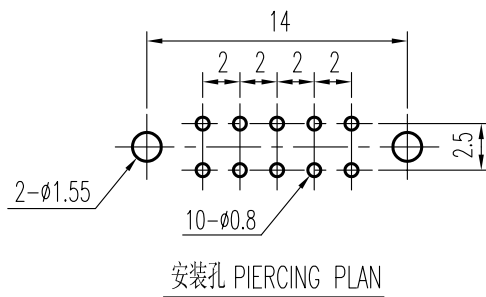 14
2 2 2 2
2.5
2-ø1.55
10-ø0.8
安装孔 PIERCING PLAN